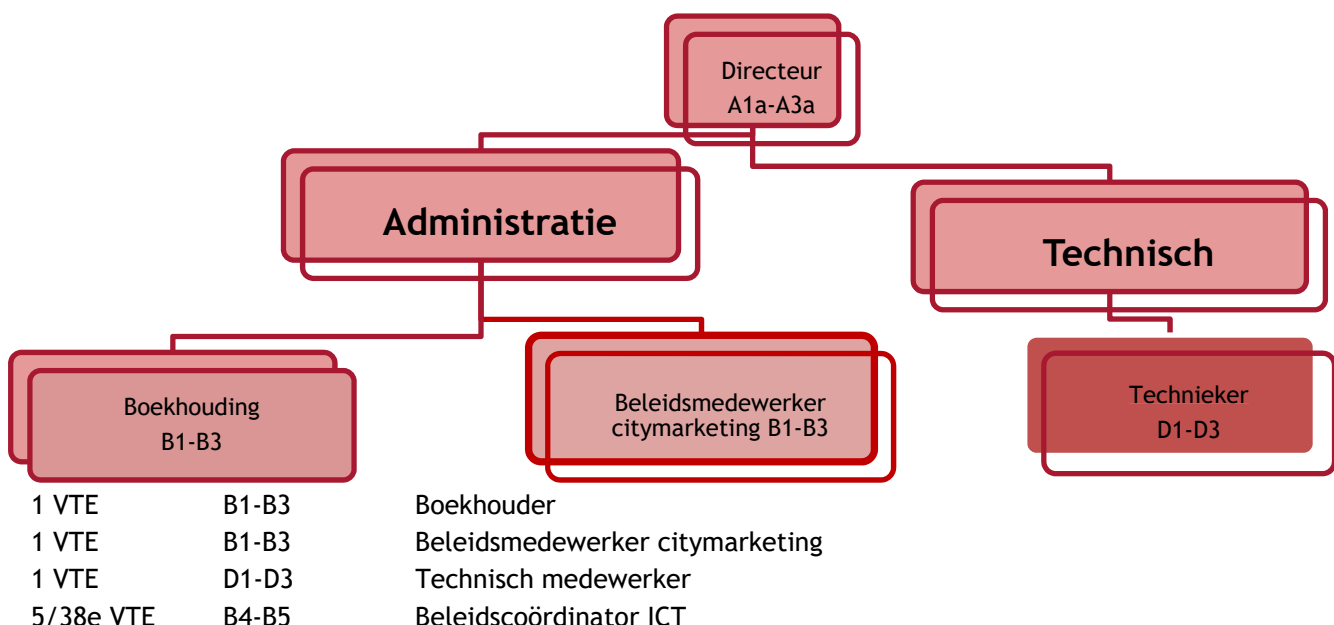 Directeur
A1a-A3a
Administratie
Technisch
Boekhouding
B1-B3
Beleidsmedewerker
citymarketing B1-B3
Technieker
D1-D3
1 VTE B1-B3 Boekhouder
1 VTE B1-B3 Beleidsmedewerker citymarketing
1 VTE D1-D3 Technisch medewerker
5/38e VTE B4-B5 Beleidscoördinator ICT